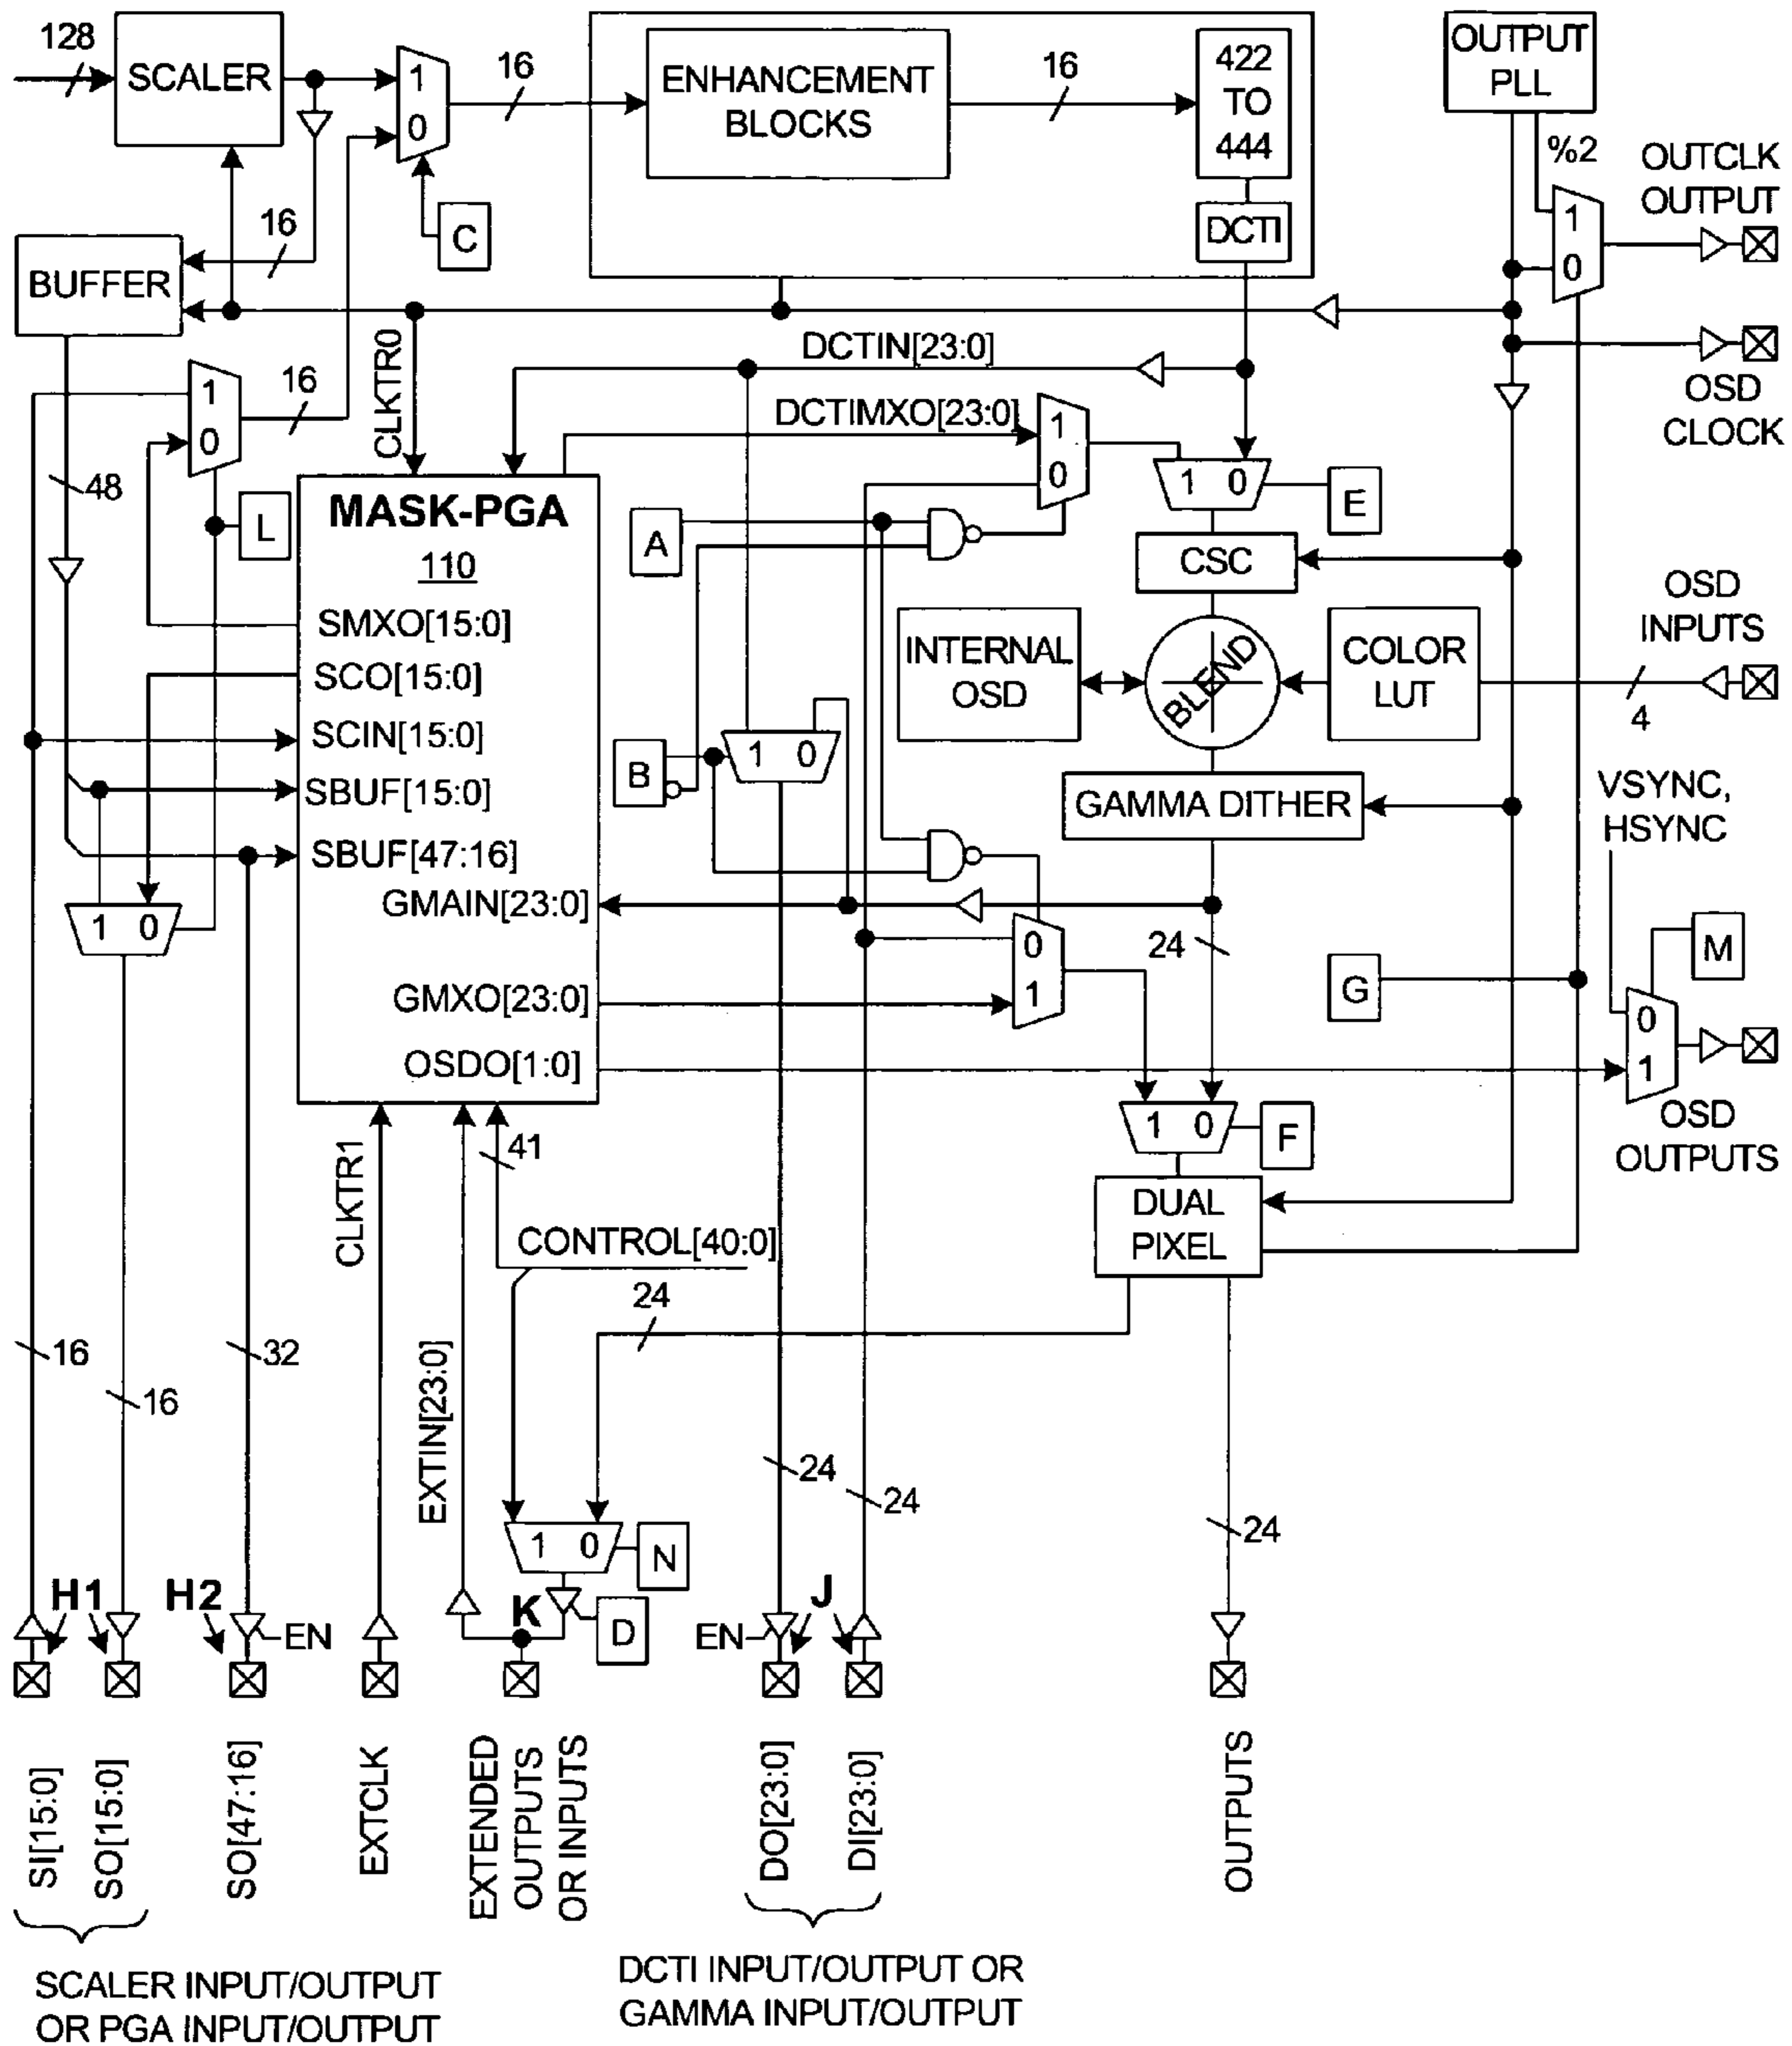 128
SCALER
1
0
16
ENHANCEMENT
BLOCKS
16
422
TO
444
DCTI
OUTPUT
PLL
%2
OUTCLK
OUTPUT
1
0
C
16
BUFFER
OSD
CLOCK
CLKTR0
DCTIN[23:0]
DCTIMXO[23:0]
1
0
16
1
0
48
L
1 0
E
MASK-PGA
110
A
CSC
SMXO[15:0]
SCO[15:0]
SCIN[15:0]
SBUF[15:0]
SBUF[47:16]
GMAIN[23:0]
GMXO[23:0]
OSDO[1:0]
INTERNAL
OSD
BLEND
COLOR
LUT
OSD
INPUTS
4
B
1 0
GAMMA DITHER
VSYNC,
HSYNC
1 0
0
1
24
G
M
0
1
OSD
OUTPUTS
1 0
F
CLKTR1
41
CONTROL[40:0]
DUAL
PIXEL
24
16
16
32
EXTIN[23:0]
24
24
24
1 0
N
H1
H2
EN
K
D
EN
J
SI[15:0]
SO[15:0]
SO[47:16]
EXTCLK
EXTENDED
OUTPUTS
OR INPUTS
DO[23:0]
DI[23:0]
OUTPUTS
SCALER INPUT/OUTPUT
OR PGA INPUT/OUTPUT
DCTI INPUT/OUTPUT OR
GAMMA INPUT/OUTPUT